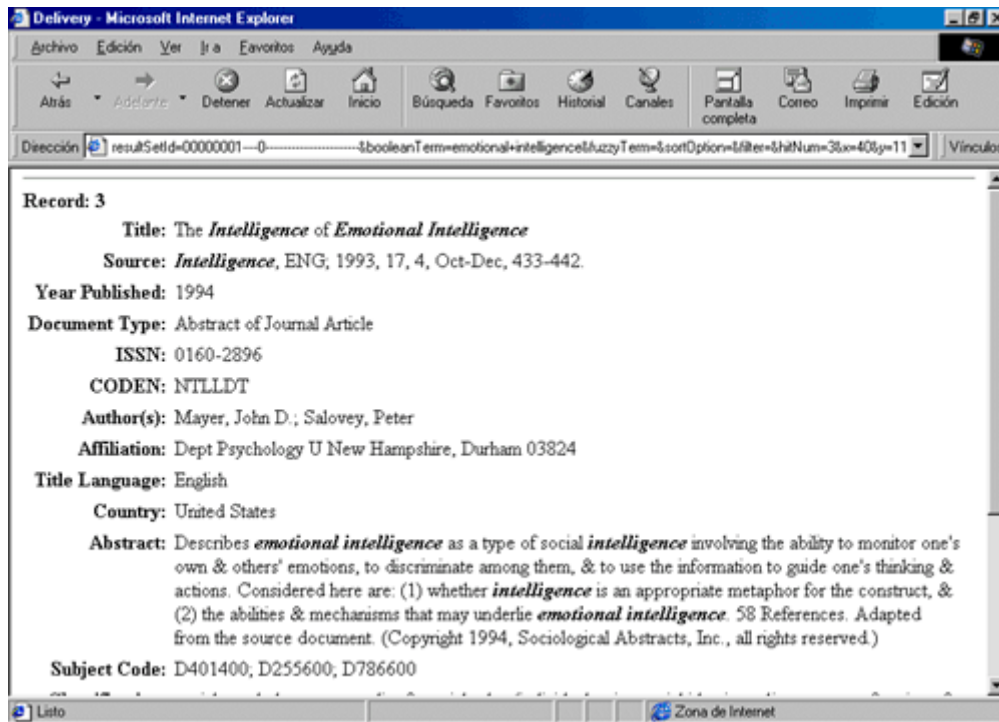 Delivery - Microsoft Internet Explorer
Archivo Edición Ver Ir a Favoritos Ayuda
Atrás Adelante Detener Actualizar Inicio Búsqueda Favoritos Historial Canales Pantalla completa Correo Imprimir Edición
Dirección resultSetId=00000001---0-----------------------&booleanTerm=emotional+intelligence&fuzzyTerm=&sortOption=&filter=&hitNum=3&x=40&y=11 Vínculos
Record: 3
Title: The Intelligence of Emotional Intelligence
Source: Intelligence, ENG; 1993, 17, 4, Oct-Dec, 433-442.
Year Published: 1994
Document Type: Abstract of Journal Article
ISSN: 0160-2896
CODEN: NTLLDT
Author(s): Mayer, John D.; Salovey, Peter
Affiliation: Dept Psychology U New Hampshire, Durham 03824
Title Language: English
Country: United States
Abstract: Describes emotional intelligence as a type of social intelligence involving the ability to monitor one's
own & others' emotions, to discriminate among them, & to use the information to guide one's thinking &
actions. Considered here are: (1) whether intelligence is an appropriate metaphor for the construct, &
(2) the abilities & mechanisms that may underlie emotional intelligence. 58 References. Adapted
from the source document. (Copyright 1994, Sociological Abstracts, Inc., all rights reserved.)
Subject Code: D401400; D255600; D786600
Listo Zona de Internet